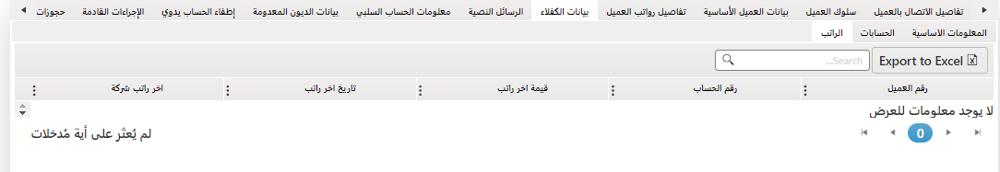 تفاصيل الاتصال بالعميل سلوك العميل بيانات العميل الأساسية تفاصيل رواتب العميل بيانات الكفلاء الرسائل النصية معلومات الحساب السلبي بيانات الديون المعدومة إطفاء الحساب يدوي الإجراءات القادمة حجوزات
المعلومات الاساسية الحسابات الراتب
Export to Excel Search...
رقم العميل رقم الحساب قيمة اخر راتب تاريخ اخر راتب اخر راتب شركة
لا يوجد معلومات للعرض
0 لم يُعثر على أية مُدخلات